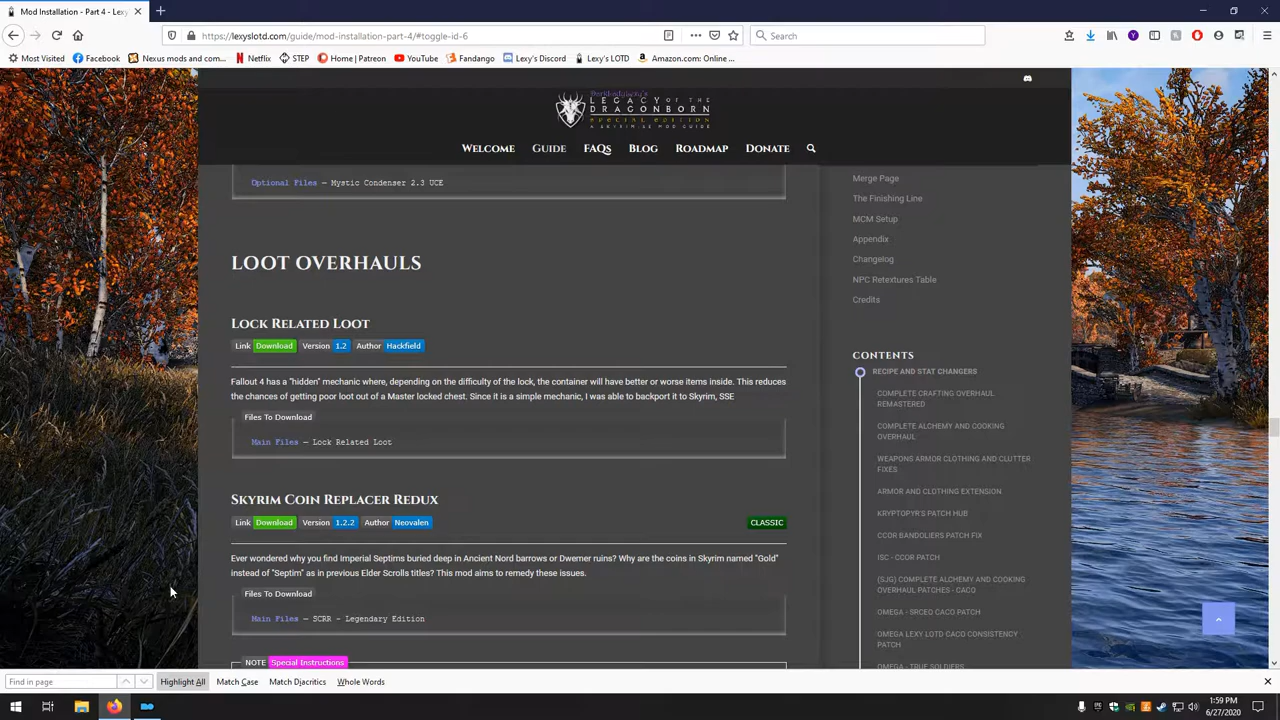 Mod Installation - Part 4 - Lexy
https://lexyslotd.com/guide/mod-installation-part-4/#toggle-id-6
Search
Most Visited
Facebook
Nexus mods and com...
Netflix
STEP
Home | Patreon
YouTube
Fandango
Lexy's Discord
Lexy's LOTD
Amazon.com: Online ...
LEGACY OF THE
DRAGONBORN
SPECIAL EDITION
A SKYRIM SE MOD GUIDE
WELCOME
GUIDE
FAQS
BLOG
ROADMAP
DONATE
Optional Files — Mystic Condenser 2.3 UCE
LOOT OVERHAULS
LOCK RELATED LOOT
Link Download Version 1.2 Author Hackfield
Fallout 4 has a "hidden" mechanic where, depending on the difficulty of the lock, the container will have better or worse items inside. This reduces
the chances of getting poor loot out of a Master locked chest. Since it is a simple mechanic, I was able to backport it to Skyrim, SSE
Files To Download
Main Files — Lock Related Loot
SKYRIM COIN REPLACER REDUX
Link Download Version 1.2.2 Author Neovalen
CLASSIC
Ever wondered why you find Imperial Septims buried deep in Ancient Nord barrows or Dwemer ruins? Why are the coins in Skyrim named "Gold"
instead of "Septim" as in previous Elder Scrolls titles? This mod aims to remedy these issues.
Files To Download
Main Files — SCRR - Legendary Edition
NOTE Special Instructions
Merge Page
The Finishing Line
MCM Setup
Appendix
Changelog
NPC Retextures Table
Credits
CONTENTS
RECIPE AND STAT CHANGERS
COMPLETE CRAFTING OVERHAUL
REMASTERED
COMPLETE ALCHEMY AND COOKING
OVERHAUL
WEAPONS ARMOR CLOTHING AND CLUTTER
FIXES
ARMOR AND CLOTHING EXTENSION
KRYPTOPYR'S PATCH HUB
CCOR BANDOLIERS PATCH FIX
ISC - CCOR PATCH
(SJG) COMPLETE ALCHEMY AND COOKING
OVERHAUL PATCHES - CACO
OMEGA - SRCEO CACO PATCH
OMEGA LEXY LOTD CACO CONSISTENCY
PATCH
OMEGA - TRUE SOLDIERS
Find in page
Highlight All
Match Case
Match Diacritics
Whole Words
1:59 PM
6/27/2020